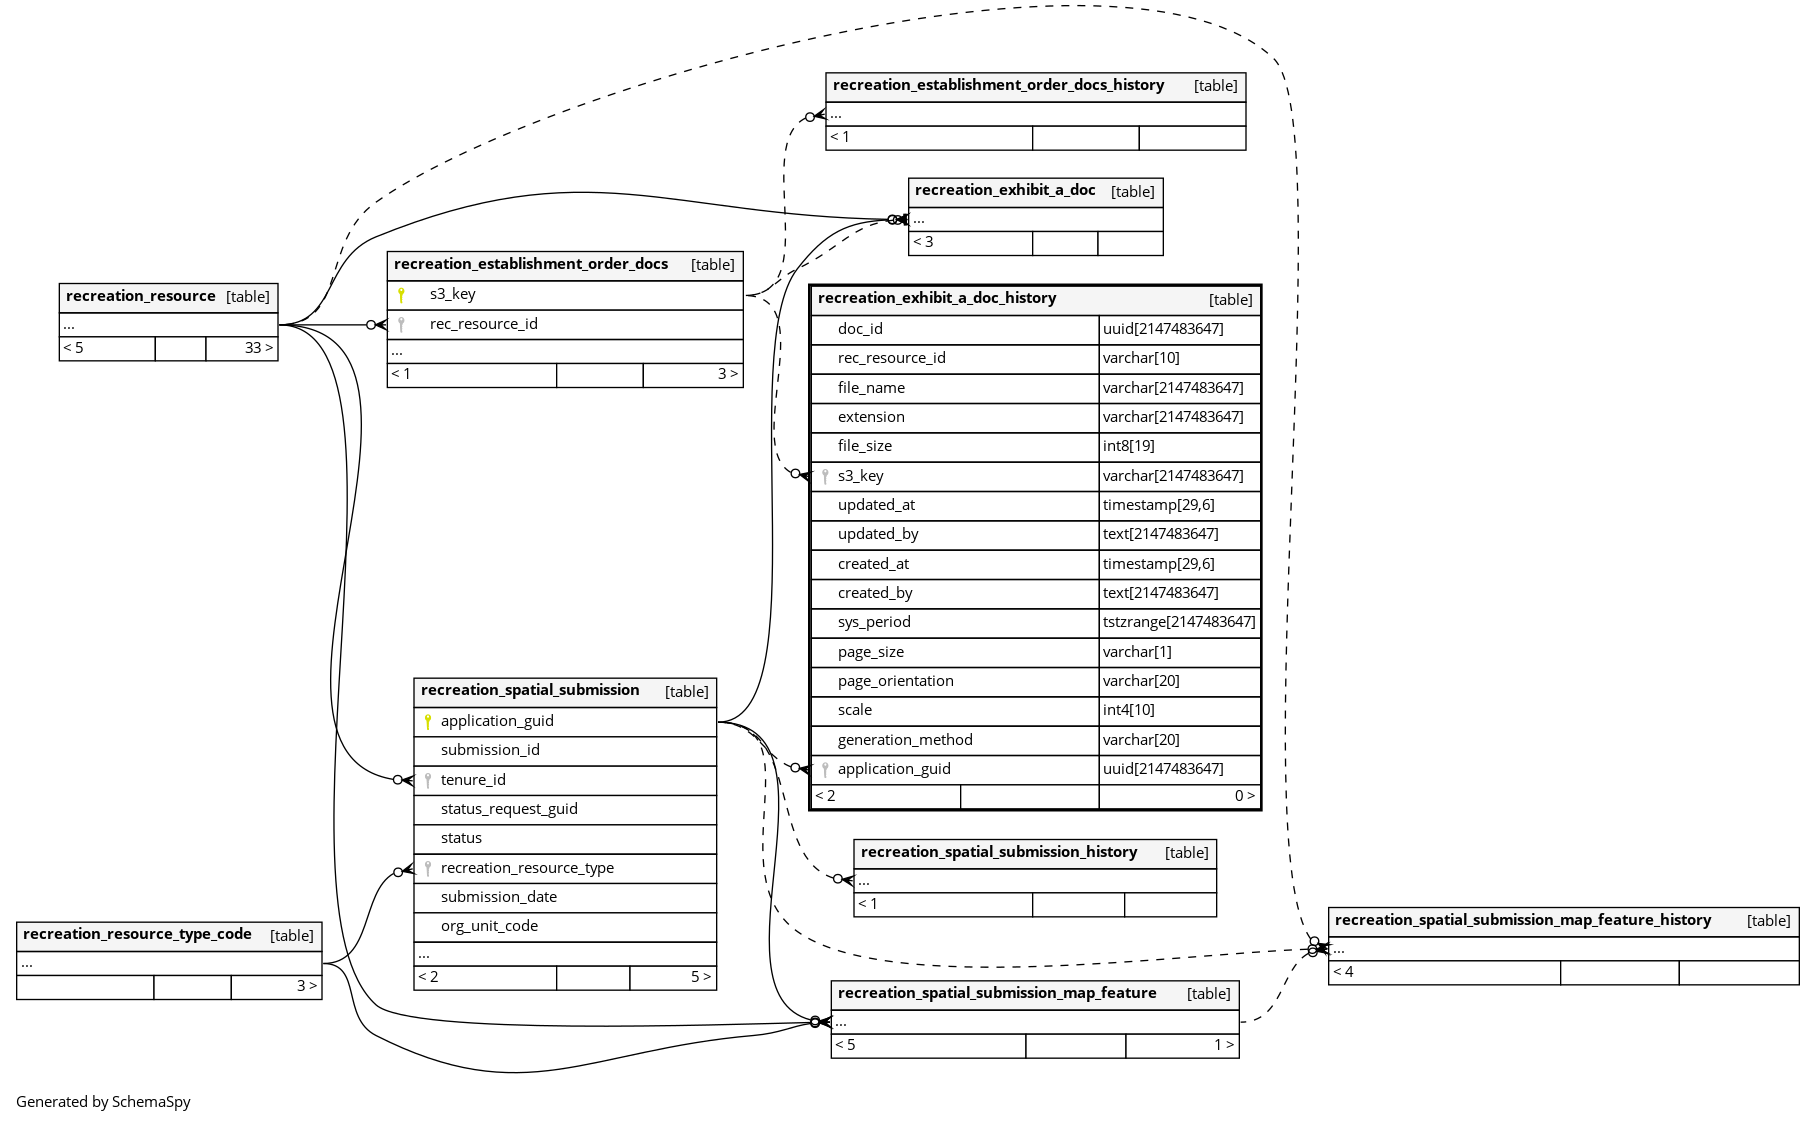 recreation_establishment_order_docs_history [table]
...
< 1
recreation_exhibit_a_doc [table]
...
< 3
recreation_establishment_order_docs [table]
s3_key
rec_resource_id
...
< 1 3 >
recreation_resource [table]
...
< 5 33 >
recreation_exhibit_a_doc_history [table]
doc_id uuid[2147483647]
rec_resource_id varchar[10]
file_name varchar[2147483647]
extension varchar[2147483647]
file_size int8[19]
s3_key varchar[2147483647]
updated_at timestamp[29,6]
updated_by text[2147483647]
created_at timestamp[29,6]
created_by text[2147483647]
sys_period tstzrange[2147483647]
page_size varchar[1]
page_orientation varchar[20]
scale int4[10]
generation_method varchar[20]
application_guid uuid[2147483647]
< 2 0 >
recreation_spatial_submission [table]
application_guid
submission_id
tenure_id
status_request_guid
status
recreation_resource_type
submission_date
org_unit_code
...
< 2 5 >
recreation_spatial_submission_history [table]
...
< 1
recreation_resource_type_code [table]
...
3 >
recreation_spatial_submission_map_feature_history [table]
...
< 4
recreation_spatial_submission_map_feature [table]
...
< 5 1 >
Generated by SchemaSpy